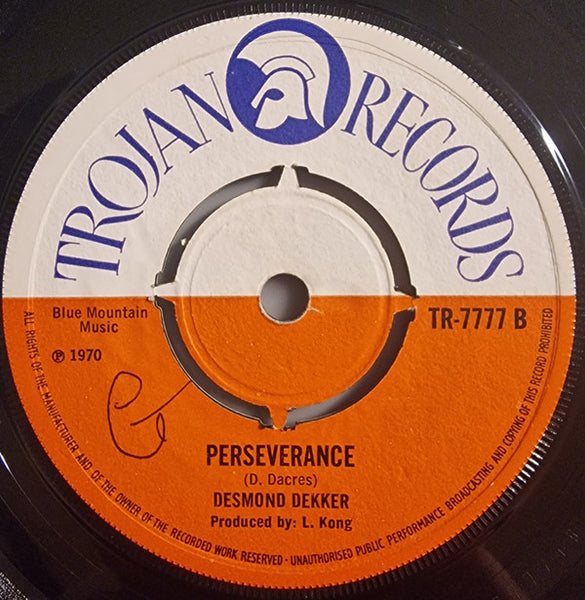 TROJAN RECORDS
Blue Mountain
Music
℗ 1970
TR-7777 B
PERSEVERANCE
(D. Dacres)
DESMOND DEKKER
Produced by: L. Kong
ALL RIGHTS OF THE MANUFACTURER AND OF THE OWNER OF THE RECORDED WORK RESERVED - UNAUTHORISED PUBLIC PERFORMANCE BROADCASTING AND COPYING OF THIS RECORD PROHIBITED